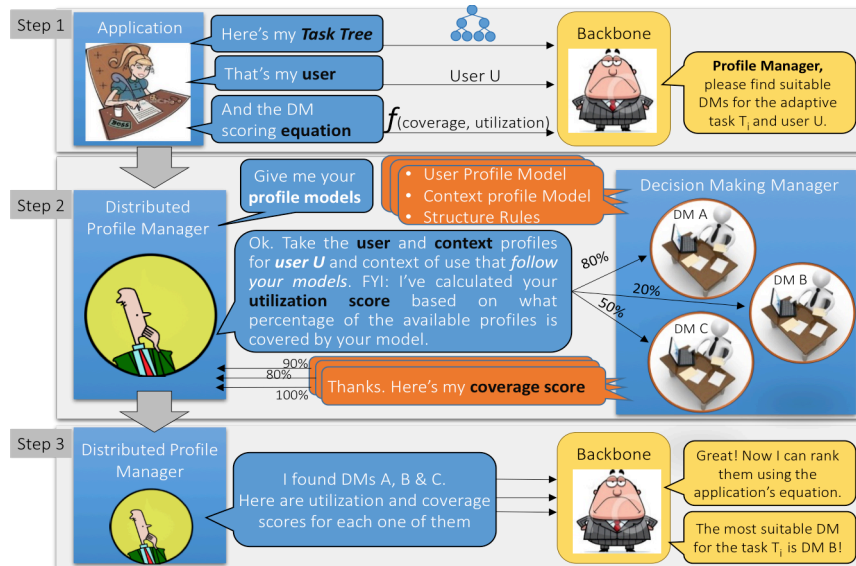 Step 1
Application
Here's my Task Tree
That's my user
User U
And the DM
scoring equation
f(coverage, utilization)
Backbone
Profile Manager,
please find suitable
DMs for the adaptive
task Ti and user U.
Step 2
Distributed
Profile Manager
Give me your
profile models
• User Profile Model
• Context profile Model
• Structure Rules
Decision Making Manager
DM A
DM B
DM C
Ok. Take the user and context profiles
for user U and context of use that follow
your models. FYI: I've calculated your
utilization score based on what
percentage of the available profiles is
covered by your model.
80%
20%
50%
90%
80%
100%
Thanks. Here's my coverage score
Step 3
Distributed Profile
Manager
I found DMs A, B & C.
Here are utilization and coverage
scores for each one of them
Backbone
Great! Now I can rank
them using the
application's equation.
The most suitable DM
for the task Ti is DM B!